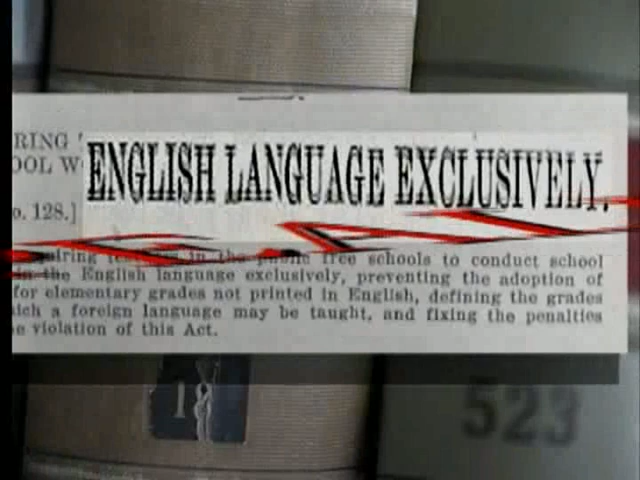 RING
ENGLISH LANGUAGE EXCLUSIVELY.
OOL W
o. 128.]
in the public free schools to conduct school
in the English language exclusively, preventing the adoption of
for elementary grades not printed in English, defining the grades
ich a foreign language may be taught, and fixing the penalties
e violation of this Act.
1
523